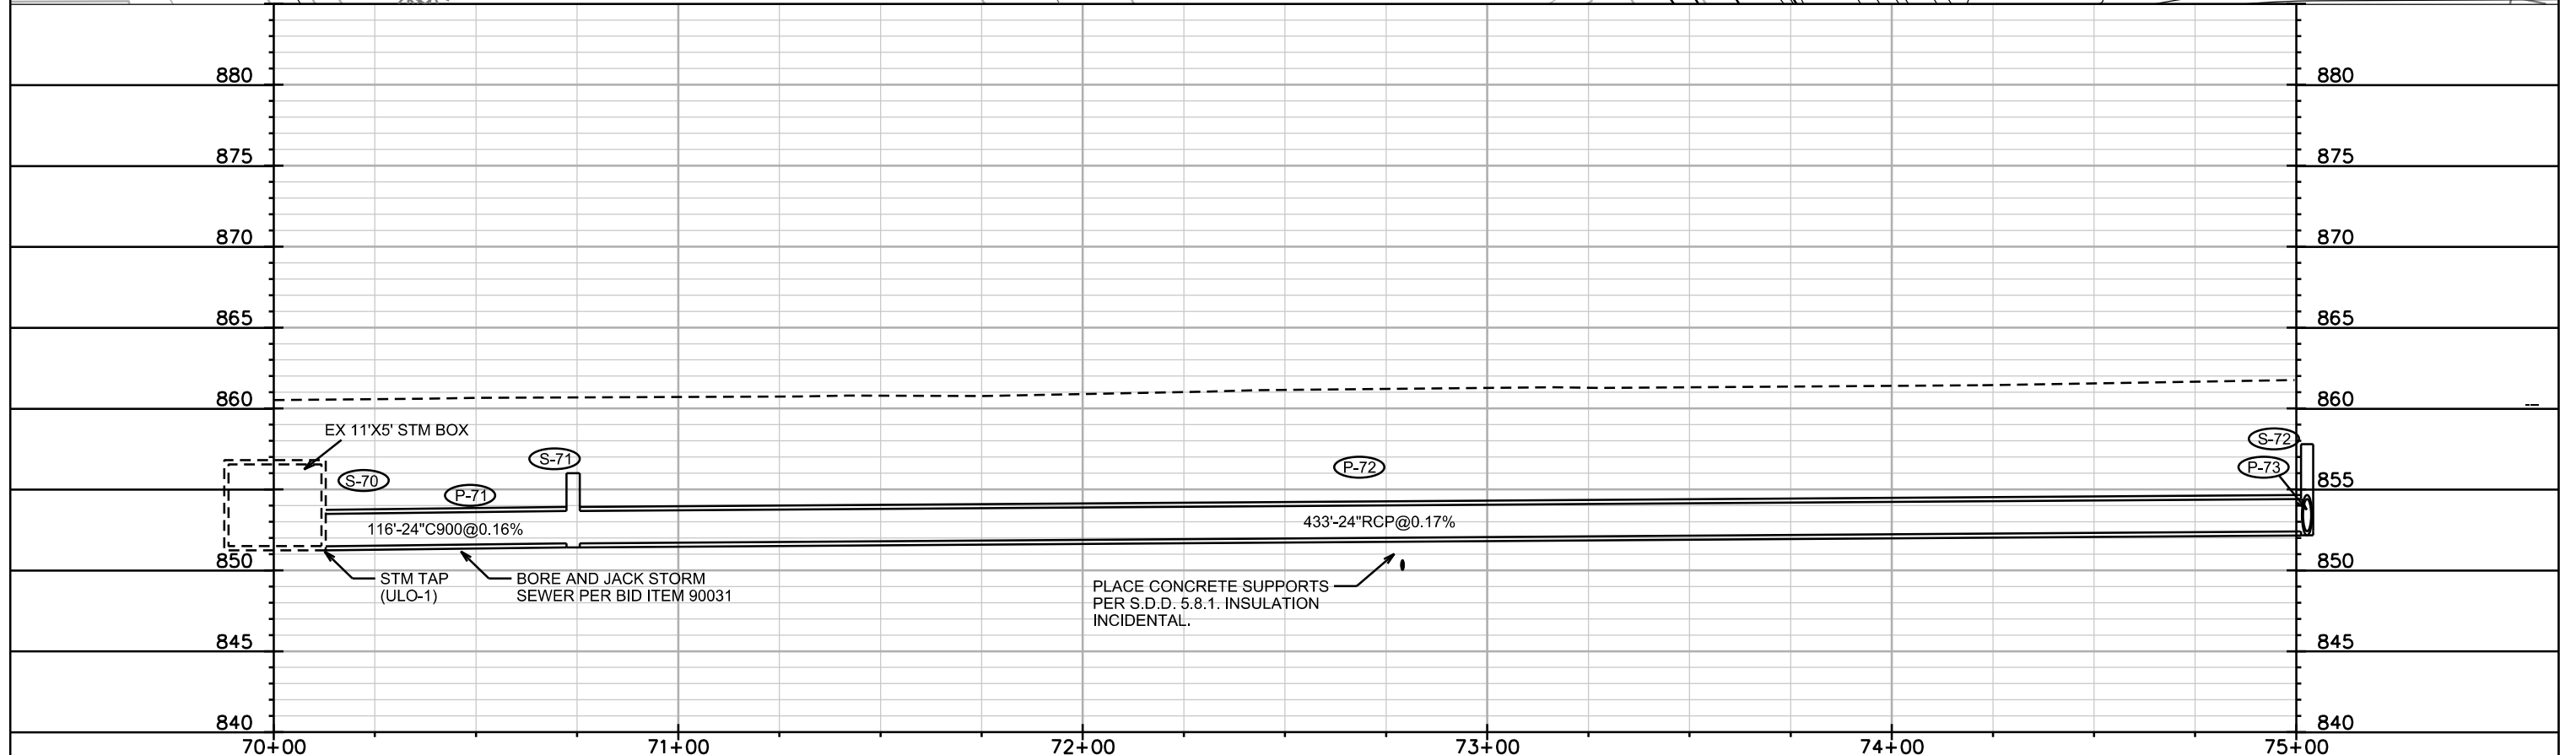 880
880
875
875
870
870
865
865
860
860
EX 11'X5' STM BOX
S-71
S-72
P-72
P-73
S-70
P-71
855
116'-24"C900@0.16%
433'-24"RCP@0.17%
850
850
STM TAP
(ULO-1)
BORE AND JACK STORM
SEWER PER BID ITEM 90031
PLACE CONCRETE SUPPORTS
PER S.D.D. 5.8.1. INSULATION
INCIDENTAL.
845
845
840
840
70+00
71+00
72+00
73+00
74+00
75+00